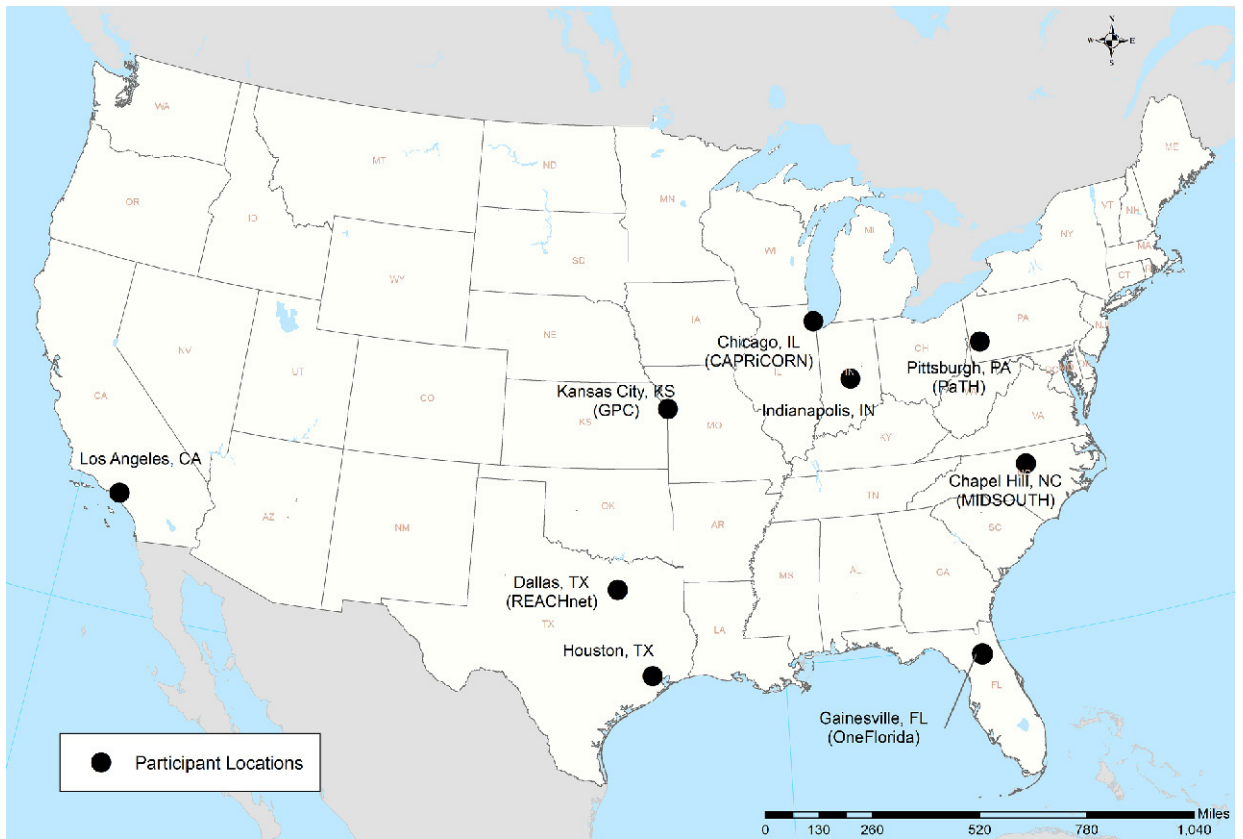 N
W E
S
WA
MT
ND
MN
ME
OR
ID
WI
MI
VT
NH
NY
SD
WY
MA
CT
IA
PA
NE
NJ
NV
UT
Chicago, IL
(CAPRiCORN)
OH
Pittsburgh, PA
(PaTH)
IL
CO
CA
Kansas City, KS
(GPC)
Indianapolis, IN
KS
MO
VA
KY
Los Angeles, CA
Chapel Hill, NC
(MIDSOUTH)
TN
OK
AZ
NM
AR
SC
MS
AL
GA
Dallas, TX
(REACHnet)
TX
LA
Houston, TX
FL
Gainesville, FL
(OneFlorida)
Participant Locations
Miles
0 130 260 520 780 1,040